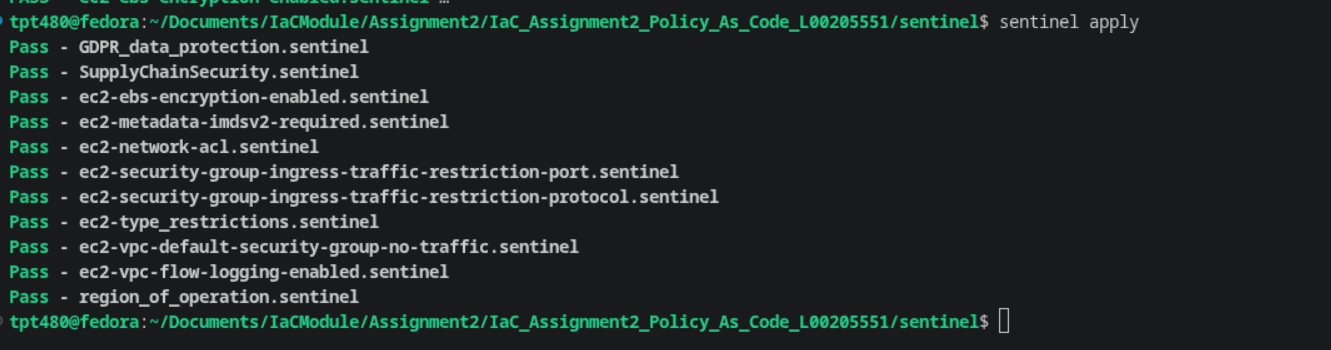 tpt480@fedora:~/Documents/IaCModule/Assignment2/IaC_Assignment2_Policy_As_Code_L00205551/sentinel$ sentinel apply
Pass - GDPR_data_protection.sentinel
Pass - SupplyChainSecurity.sentinel
Pass - ec2-ebs-encryption-enabled.sentinel
Pass - ec2-metadata-imdsv2-required.sentinel
Pass - ec2-network-acl.sentinel
Pass - ec2-security-group-ingress-traffic-restriction-port.sentinel
Pass - ec2-security-group-ingress-traffic-restriction-protocol.sentinel
Pass - ec2-type_restrictions.sentinel
Pass - ec2-vpc-default-security-group-no-traffic.sentinel
Pass - ec2-vpc-flow-logging-enabled.sentinel
Pass - region_of_operation.sentinel
tpt480@fedora:~/Documents/IaCModule/Assignment2/IaC_Assignment2_Policy_As_Code_L00205551/sentinel$